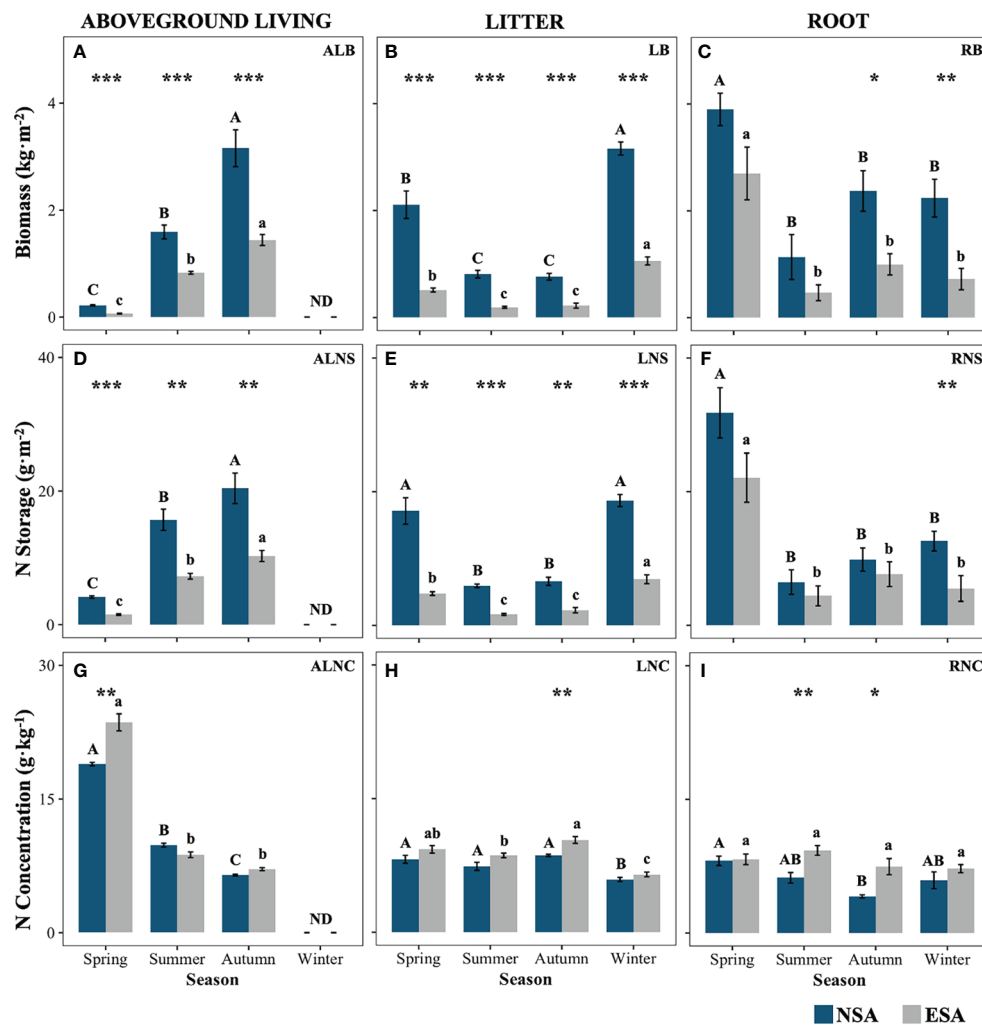 ABOVEGROUND LIVING LITTER ROOT
A ALB B LB C RB
*** *** *** *** *** *** *** * **
Biomass (kg·m⁻²)
4
2
0
C c B b A a ND
B b C c C c A a
A a B b B b B b
D ALNS E LNS F RNS
*** ** ** ** *** ** *** **
N Storage (g·m⁻²)
40
20
0
C c B b A a ND
A b B c B c A a
A a B b B b B b
G ALNC H LNC I RNC
** ** ** *
N Concentration (g·kg⁻¹)
30
15
0
A a B b C b ND
A ab A b A a B c
A a AB a B a AB a
Spring Summer Autumn Winter Spring Summer Autumn Winter Spring Summer Autumn Winter
Season Season Season
NSA ESA